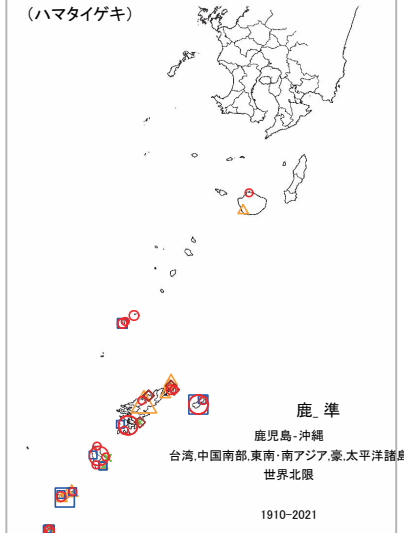 (ハマタイゲキ)
鹿_準
鹿児島-沖縄
台湾,中国南部,東南・南アジア,豪,太平洋諸島
世界北限
1910-2021